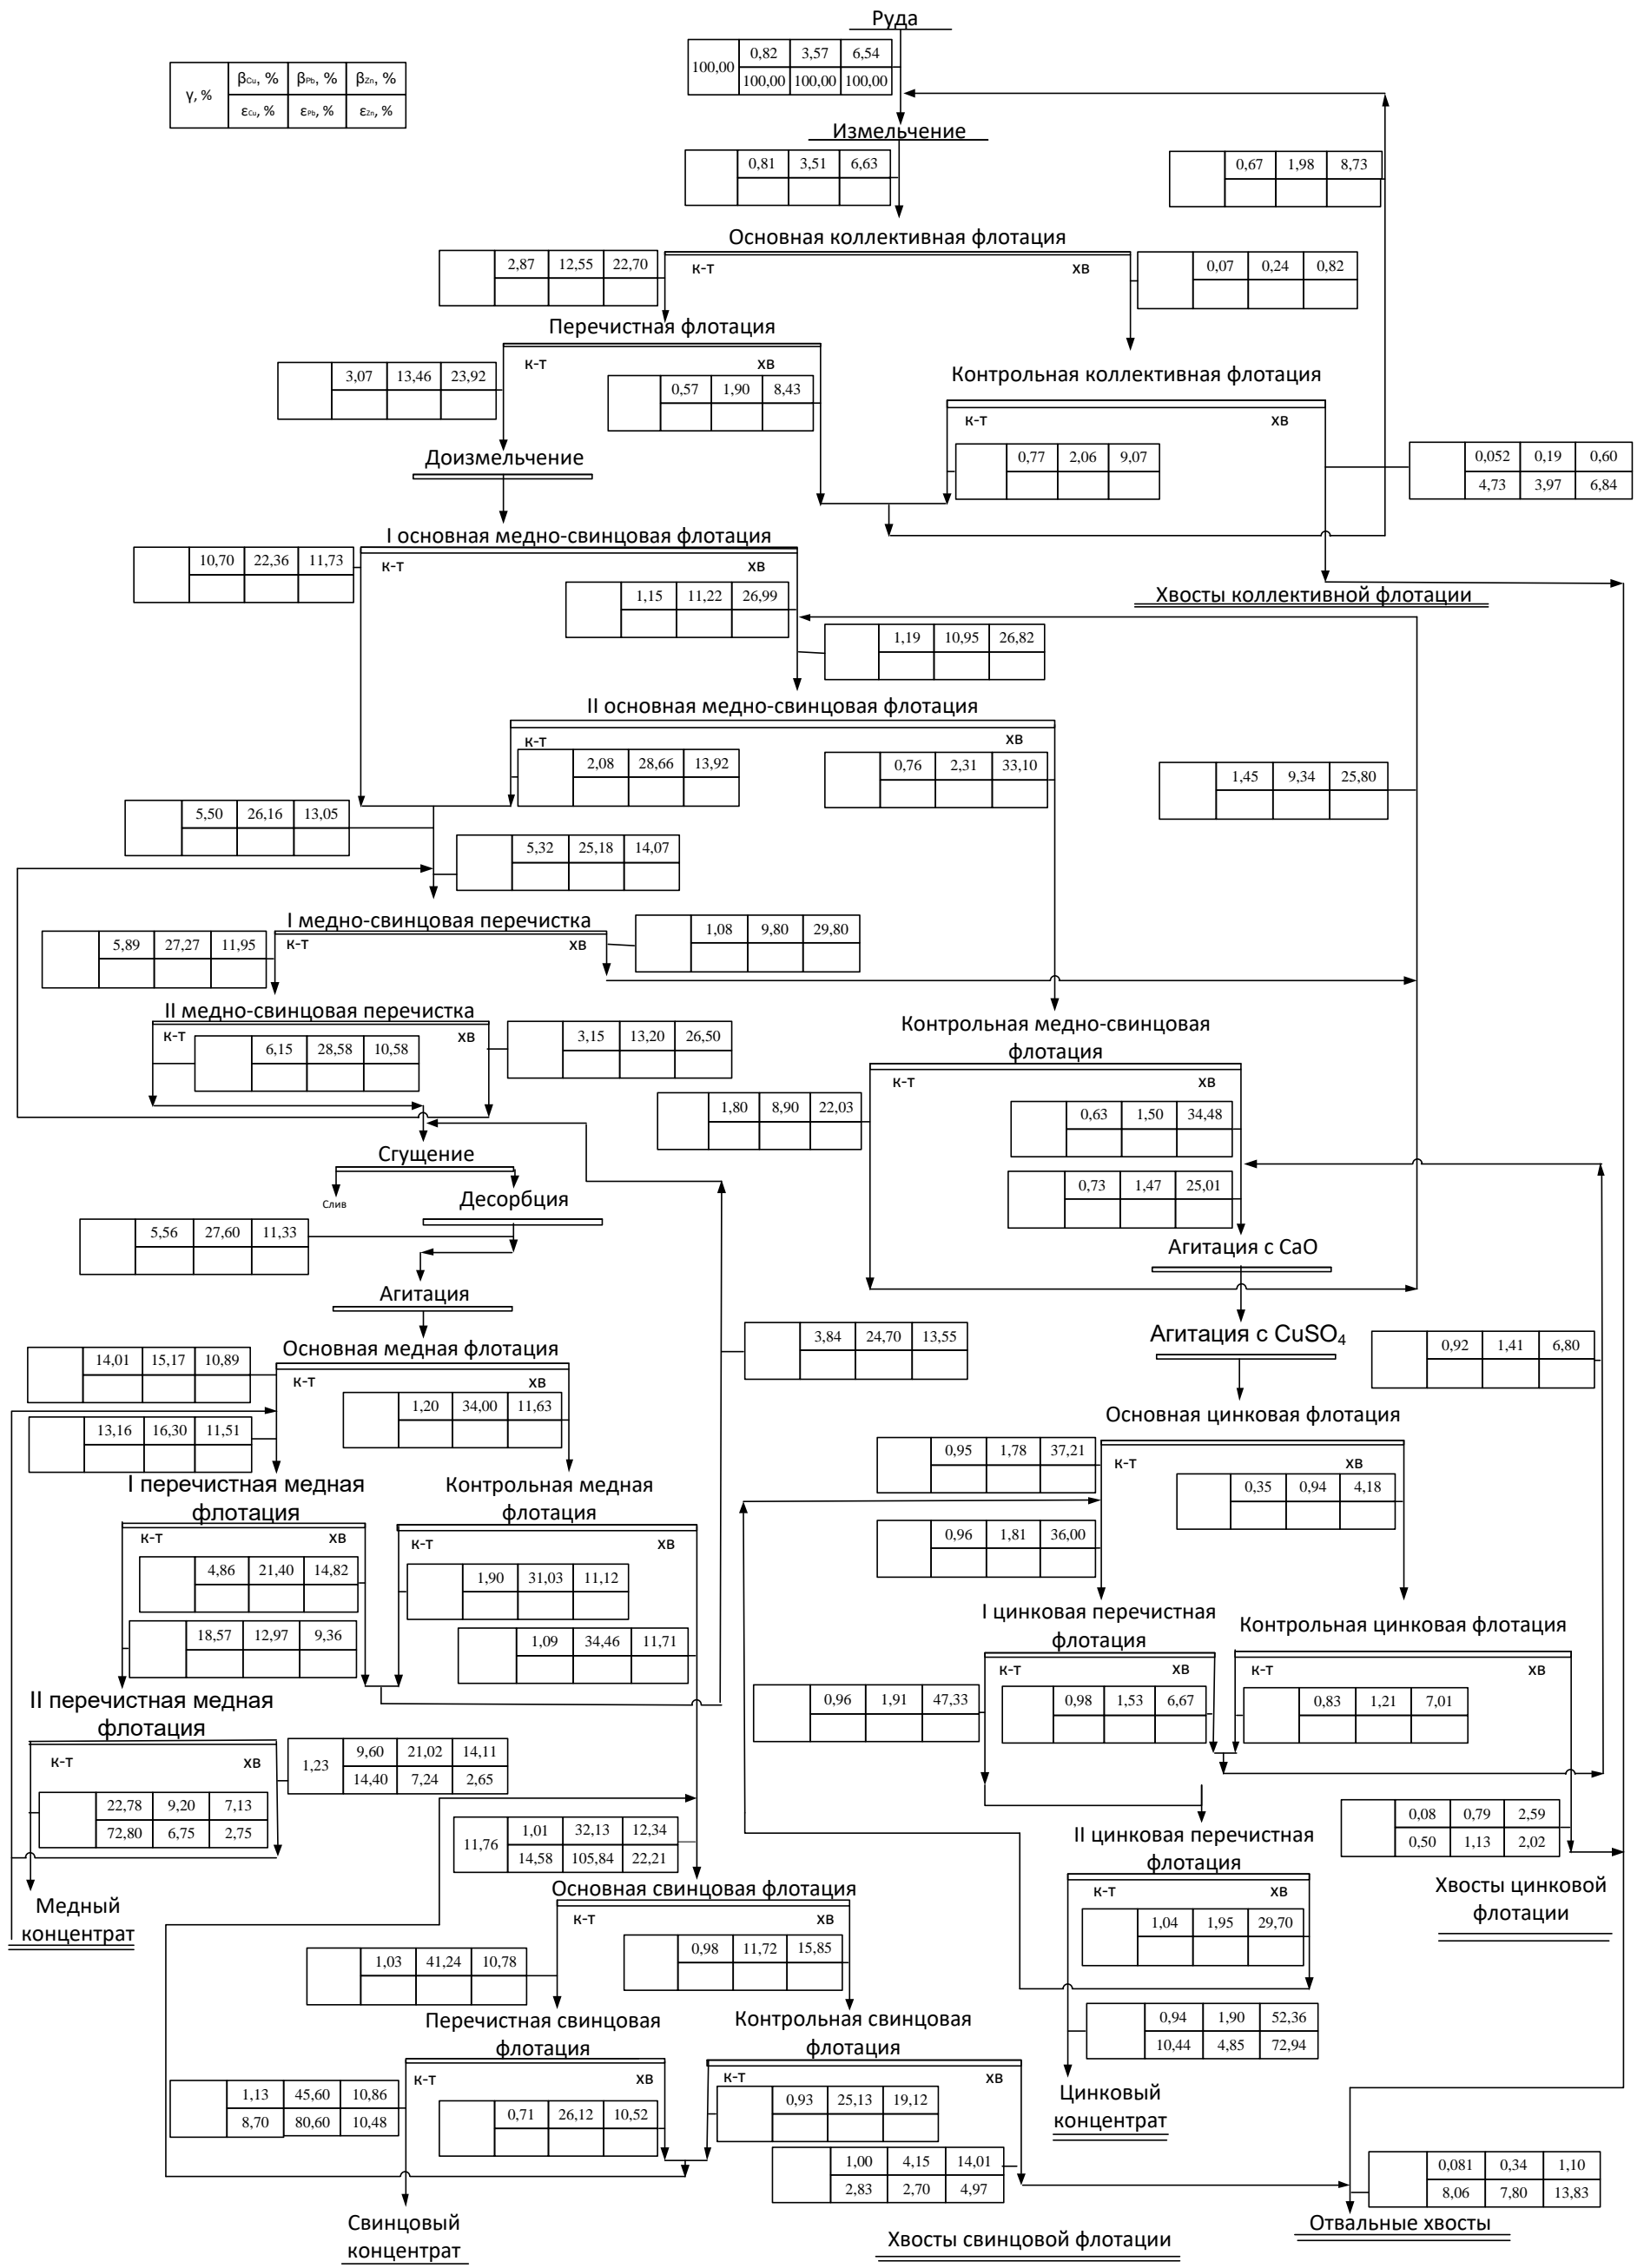 Руда
100,00 0,82 3,57 6,54
100,00 100,00 100,00
γ, % βCu, % βPb, % βZn, %
εCu, % εPb, % εZn, %
Измельчение
0,81 3,51 6,63
0,67 1,98 8,73
Основная коллективная флотация
2,87 12,55 22,70
к-т хв
0,07 0,24 0,82
Перечистная флотация
3,07 13,46 23,92
к-т хв
0,57 1,90 8,43
Контрольная коллективная флотация
к-т хв
0,77 2,06 9,07
0,052 0,19 0,60
4,73 3,97 6,84
Доизмельчение
I основная медно-свинцовая флотация
10,70 22,36 11,73
к-т хв
1,15 11,22 26,99
Хвосты коллективной флотации
1,19 10,95 26,82
II основная медно-свинцовая флотация
к-т хв
2,08 28,66 13,92
0,76 2,31 33,10
1,45 9,34 25,80
5,50 26,16 13,05
5,32 25,18 14,07
I медно-свинцовая перечистка
5,89 27,27 11,95
к-т хв
1,08 9,80 29,80
II медно-свинцовая перечистка
к-т хв
6,15 28,58 10,58
3,15 13,20 26,50
Контрольная медно-свинцовая
флотация
к-т хв
1,80 8,90 22,03
0,63 1,50 34,48
Сгущение
0,73 1,47 25,01
Слив
Десорбция
5,56 27,60 11,33
Агитация с CaO
Агитация
3,84 24,70 13,55
Агитация с CuSO4
0,92 1,41 6,80
Основная медная флотация
14,01 15,17 10,89
к-т хв
1,20 34,00 11,63
13,16 16,30 11,51
Основная цинковая флотация
0,95 1,78 37,21
к-т хв
0,35 0,94 4,18
I перечистная медная
флотация
Контрольная медная
флотация
0,96 1,81 36,00
к-т хв
4,86 21,40 14,82
к-т хв
1,90 31,03 11,12
18,57 12,97 9,36
1,09 34,46 11,71
I цинковая перечистная
флотация
Контрольная цинковая флотация
к-т хв
0,96 1,91 47,33
0,98 1,53 6,67
к-т хв
0,83 1,21 7,01
II перечистная медная
флотация
к-т хв
1,23 9,60 21,02 14,11
14,40 7,24 2,65
22,78 9,20 7,13
72,80 6,75 2,75
11,76 1,01 32,13 12,34
14,58 105,84 22,21
0,08 0,79 2,59
0,50 1,13 2,02
II цинковая перечистная
флотация
Медный
концентрат
Основная свинцовая флотация
к-т хв
1,03 41,24 10,78
0,98 11,72 15,85
к-т хв
1,04 1,95 29,70
Хвосты цинковой
флотации
Перечистная свинцовая
флотация
Контрольная свинцовая
флотация
0,94 1,90 52,36
10,44 4,85 72,94
1,13 45,60 10,86
8,70 80,60 10,48
к-т хв
0,71 26,12 10,52
к-т хв
0,93 25,13 19,12
Цинковый
концентрат
1,00 4,15 14,01
2,83 2,70 4,97
0,081 0,34 1,10
8,06 7,80 13,83
Свинцовый
концентрат
Хвосты свинцовой флотации
Отвальные хвосты